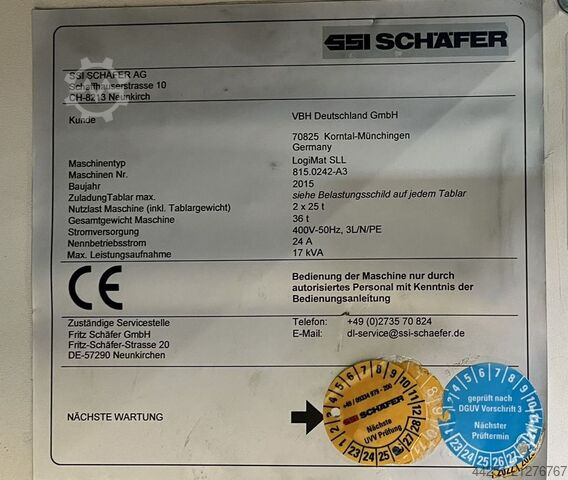 SSI SCHÄFER
SSI SCHÄFER AG
Schaffhauserstrasse 10
CH-8213 Neunkirch
Kunde VBH Deutschland GmbH
70825 Korntal-Münchingen
Germany
Maschinentyp LogiMat SLL
Maschinen Nr. 815.0242-A3
Baujahr 2015
ZuladungTablar max. siehe Belastungsschild auf jedem Tablar
Nutzlast Maschine (inkl. Tablargewicht) 2 x 25 t
Gesamtgewicht Maschine 36 t
Stromversorgung 400V-50Hz, 3L/N/PE
Nennbetriebsstrom 24 A
Max. Leistungsaufnahme 17 kVA
CE
Bedienung der Maschine nur durch
autorisiertes Personal mit Kenntnis der
Bedienungsanleitung
Zuständige Servicestelle
Fritz Schäfer GmbH
Fritz-Schäfer-Strasse 20
DE-57290 Neunkirchen
Telefon: +49 (0)2735 70 824
E-Mail: dl-service@ssi-schaefer.de
NÄCHSTE WARTUNG
SSI SCHÄFER
Nächste
UVV Prüfung
geprüft nach
DGUV Vorschrift 3
Nächster
Prüftermin